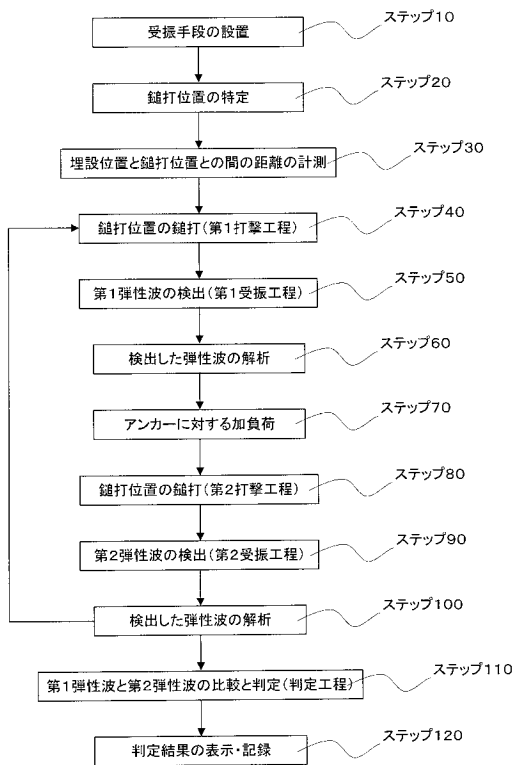 受振手段の設置
ステップ10
鎚打位置の特定
ステップ20
埋設位置と鎚打位置との間の距離の計測
ステップ30
鎚打位置の鎚打(第1打撃工程)
ステップ40
第1弾性波の検出(第1受振工程)
ステップ50
検出した弾性波の解析
ステップ60
アンカーに対する加負荷
ステップ70
鎚打位置の鎚打(第2打撃工程)
ステップ80
第2弾性波の検出(第2受振工程)
ステップ90
検出した弾性波の解析
ステップ100
第1弾性波と第2弾性波の比較と判定(判定工程)
ステップ110
判定結果の表示・記録
ステップ120